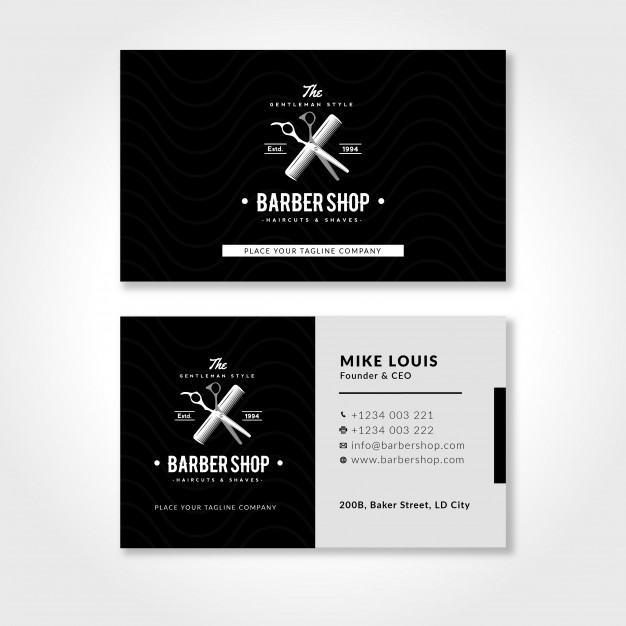 The
GENTLEMAN STYLE
Estd. 1994
• BARBER SHOP •
-HAIRCUTS & SHAVES-
PLACE YOUR TAGLINE COMPANY
The
GENTLEMAN STYLE
Estd. 1994
• BARBER SHOP •
-HAIRCUTS & SHAVES-
PLACE YOUR TAGLINE COMPANY
MIKE LOUIS
Founder & CEO
+1234 003 221
+1234 003 222
info@barbershop.com
www.barbershop.com
200B, Baker Street, LD City